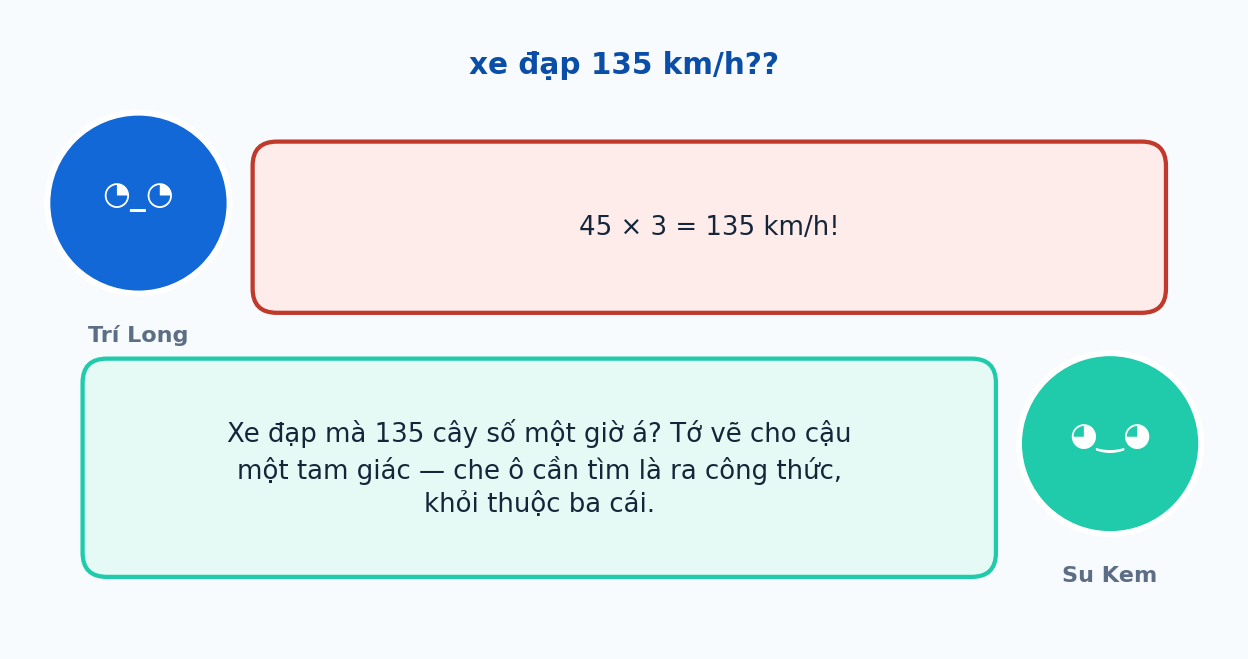 xe đạp 135 km/h??
45 × 3 = 135 km/h!
Trí Long
Xe đạp mà 135 cây số một giờ á? Tớ vẽ cho cậu
một tam giác — che ô cần tìm là ra công thức,
khỏi thuộc ba cái.
Su Kem